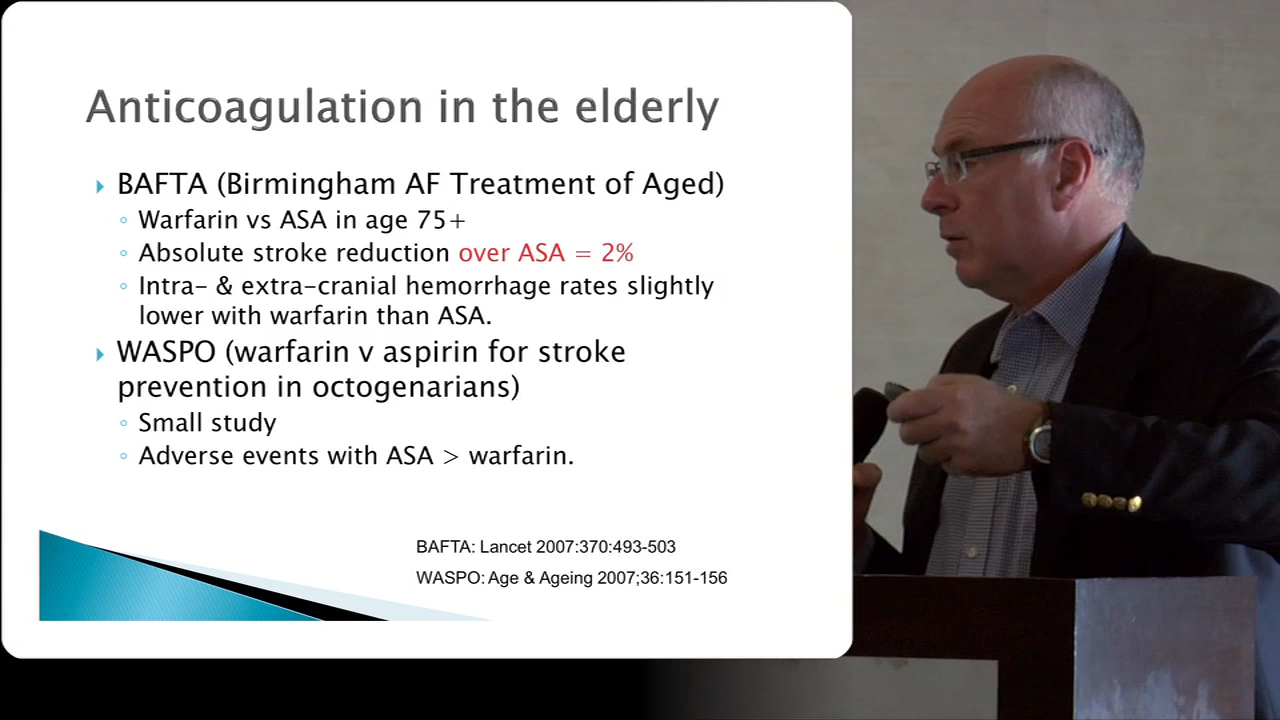 Anticoagulation in the elderly
BAFTA (Birmingham AF Treatment of Aged)
Warfarin vs ASA in age 75+
Absolute stroke reduction over ASA = 2%
Intra- & extra-cranial hemorrhage rates slightly
lower with warfarin than ASA.
WASPO (warfarin v aspirin for stroke
prevention in octogenarians)
Small study
Adverse events with ASA > warfarin.
BAFTA: Lancet 2007:370:493-503
WASPO: Age & Ageing 2007;36:151-156